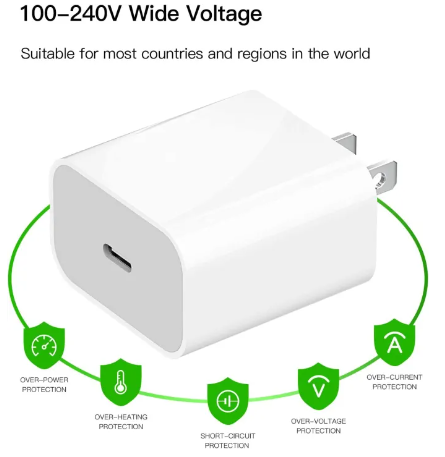 100-240V Wide Voltage
Suitable for most countries and regions in the world
A
OVER-POWER
PROTECTION
OVER-HEATING
PROTECTION
V
OVER-CURRENT
PROTECTION
SHORT-CIRCUIT
PROTECTION
OVER-VOLTAGE
PROTECTION